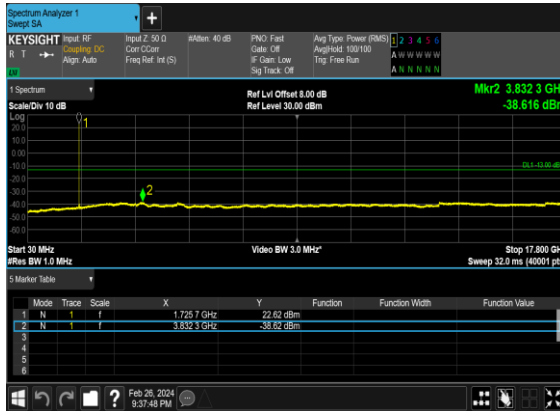 Spectrum Analyzer 1
Swept SA
KEYSIGHT
R T
Input: RF
Coupling: DC
Align: Auto
Input Z: 50 Ω
Corr CCorr
Freq Ref: Int (S)
#Atten: 40 dB
PNO: Fast
Gate: Off
IF Gain: Low
Sig Track: Off
Avg Type: Power (RMS)
Avg|Hold: 100/100
Trig: Free Run
1 2 3 4 5 6
A W W W W W
A N N N N N
1 Spectrum
Scale/Div 10 dB
Log
Ref Lvl Offset 8.00 dB
Ref Level 30.00 dBm
Mkr2 3.832 3 GHz
-38.616 dBm
20.0
10.0
0.00
-10.0
-20.0
-30.0
-40.0
-50.0
-60.0
1
2
DL1 -13.00 dBm
Start 30 MHz
#Res BW 1.0 MHz
Video BW 3.0 MHz*
Stop 17.800 GHz
Sweep 32.0 ms (40001 pts)
5 Marker Table
Mode Trace Scale X Y Function Function Width Function Value
1 N 1 f 1.725 7 GHz 22.62 dBm
2 N 1 f 3.832 3 GHz -38.62 dBm
3
4
5
6
?
Feb 26, 2024
9:37:48 PM